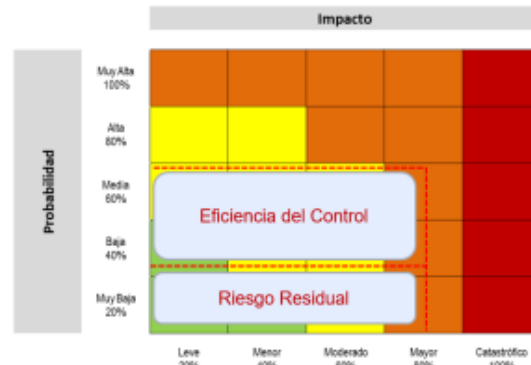 Impacto
Probabilidad
Muy Alta
100%
Alta
80%
Media
60%
Baja
40%
Muy Baja
20%
Eficiencia del Control
Riesgo Residual
Leve
Menor
Moderado
Mayor
Catastrófico